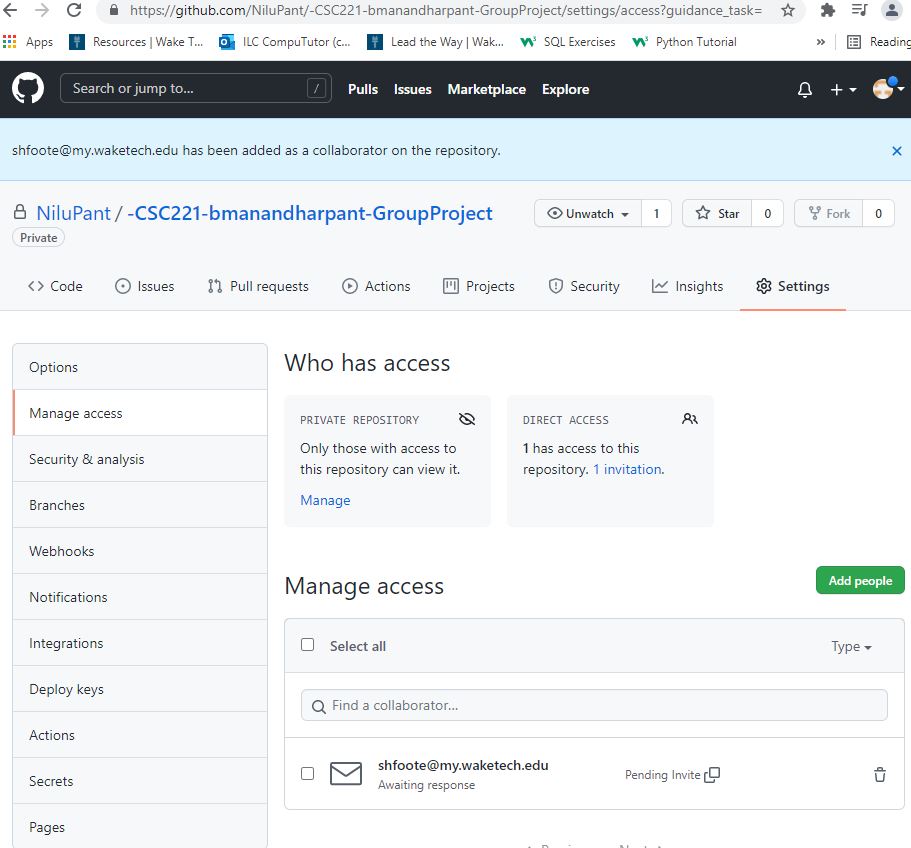 https://github.com/NiluPant/-CSC221-bmanandharpant-GroupProject/settings/access?guidance_task=
Apps Resources | Wake T... ILC CompuTutor (c... Lead the Way | Wak... SQL Exercises Python Tutorial » Reading
Search or jump to... / Pulls Issues Marketplace Explore
shfoote@my.waketech.edu has been added as a collaborator on the repository.
NiluPant / -CSC221-bmanandharpant-GroupProject Unwatch 1 Star 0 Fork 0
Private
Code Issues Pull requests Actions Projects Security Insights Settings
Options
Manage access
Security & analysis
Branches
Webhooks
Notifications
Integrations
Deploy keys
Actions
Secrets
Pages
Who has access
PRIVATE REPOSITORY
Only those with access to
this repository can view it.
Manage
DIRECT ACCESS
1 has access to this
repository. 1 invitation.
Manage access
Add people
Select all Type
Find a collaborator...
shfoote@my.waketech.edu
Awaiting response
Pending Invite